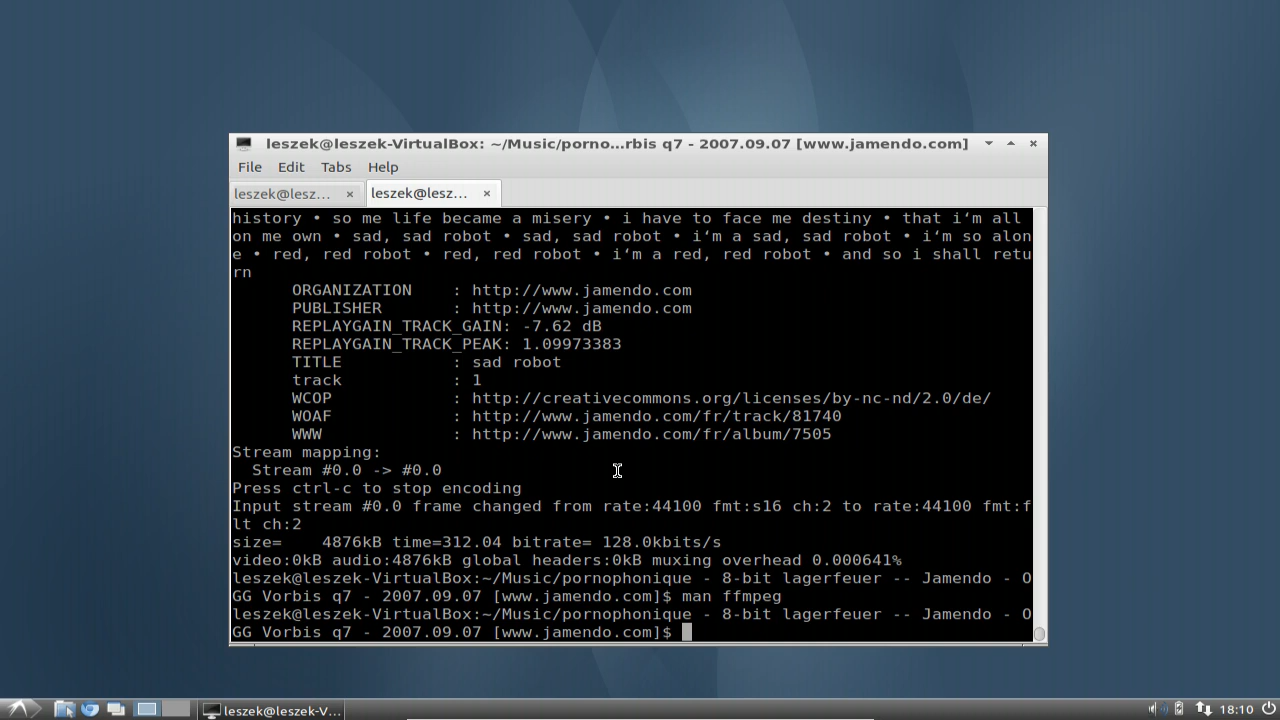 leszek@leszek-VirtualBox: ~/Music/porno...rbis q7 - 2007.09.07 [www.jamendo.com]
File Edit Tabs Help
leszek@lesz... leszek@lesz...
history • so me life became a misery • i have to face me destiny • that i‘m all
on me own • sad, sad robot • sad, sad robot • i‘m a sad, sad robot • i‘m so alon
e • red, red robot • red, red robot • i‘m a red, red robot • and so i shall retu
rn
ORGANIZATION : http://www.jamendo.com
PUBLISHER : http://www.jamendo.com
REPLAYGAIN_TRACK_GAIN: -7.62 dB
REPLAYGAIN_TRACK_PEAK: 1.09973383
TITLE : sad robot
track : 1
WCOP : http://creativecommons.org/licenses/by-nc-nd/2.0/de/
WOAF : http://www.jamendo.com/fr/track/81740
WWW : http://www.jamendo.com/fr/album/7505
Stream mapping:
Stream #0.0 -> #0.0
Press ctrl-c to stop encoding
Input stream #0.0 frame changed from rate:44100 fmt:s16 ch:2 to rate:44100 fmt:f
lt ch:2
size= 4876kB time=312.04 bitrate= 128.0kbits/s
video:0kB audio:4876kB global headers:0kB muxing overhead 0.000641%
leszek@leszek-VirtualBox:~/Music/pornophonique - 8-bit lagerfeuer -- Jamendo - O
GG Vorbis q7 - 2007.09.07 [www.jamendo.com]$ man ffmpeg
leszek@leszek-VirtualBox:~/Music/pornophonique - 8-bit lagerfeuer -- Jamendo - O
GG Vorbis q7 - 2007.09.07 [www.jamendo.com]$
leszek@leszek-V... 18:10